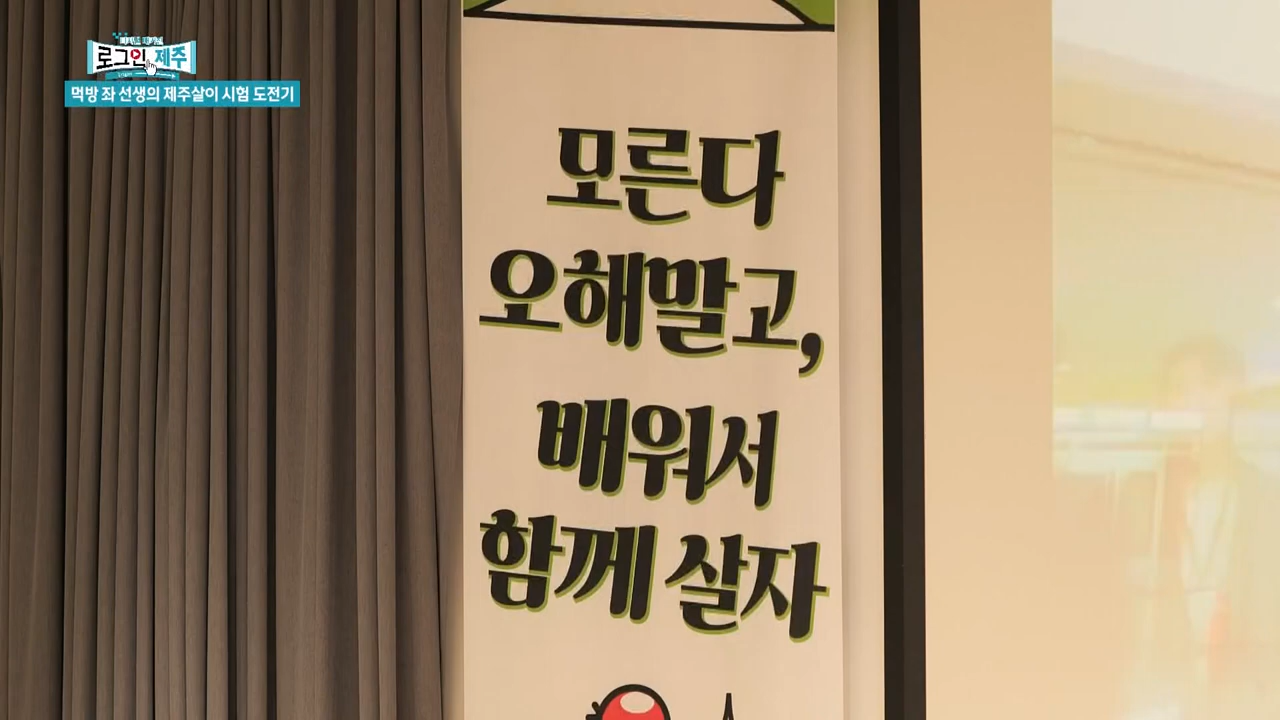 로그인 제주
먹방 좌 선생의 제주살이 시험 도전기
모른다
오해말고,
배워서
함께 살자